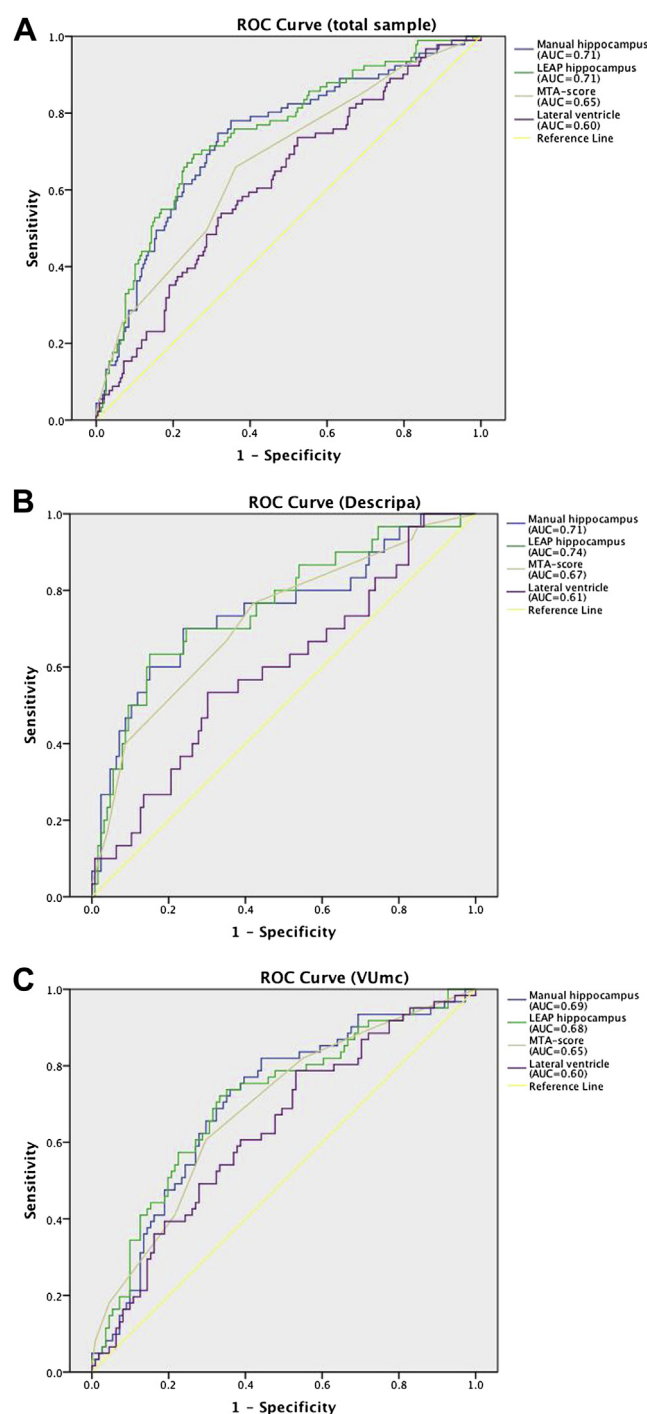 A
ROC Curve (total sample)
Sensitivity
1.0
0.8
0.6
0.4
0.2
0.0
0.0 0.2 0.4 0.6 0.8 1.0
1 – Specificity
Manual hippocampus
(AUC=0.71)
LEAP hippocampus
(AUC=0.71)
MTA-score
(AUC=0.65)
Lateral ventricle
(AUC=0.60)
Reference Line
B
ROC Curve (Descripa)
Sensitivity
1.0
0.8
0.6
0.4
0.2
0.0
0.0 0.2 0.4 0.6 0.8 1.0
1 – Specificity
Manual hippocampus
(AUC=0.71)
LEAP hippocampus
(AUC=0.74)
MTA-score
(AUC=0.67)
Lateral ventricle
(AUC=0.61)
Reference Line
C
ROC Curve (VUmc)
Sensitivity
1.0
0.8
0.6
0.4
0.2
0.0
0.0 0.2 0.4 0.6 0.8 1.0
1 – Specificity
Manual hippocampus
(AUC=0.69)
LEAP hippocampus
(AUC=0.68)
MTA-score
(AUC=0.65)
Lateral ventricle
(AUC=0.60)
Reference Line